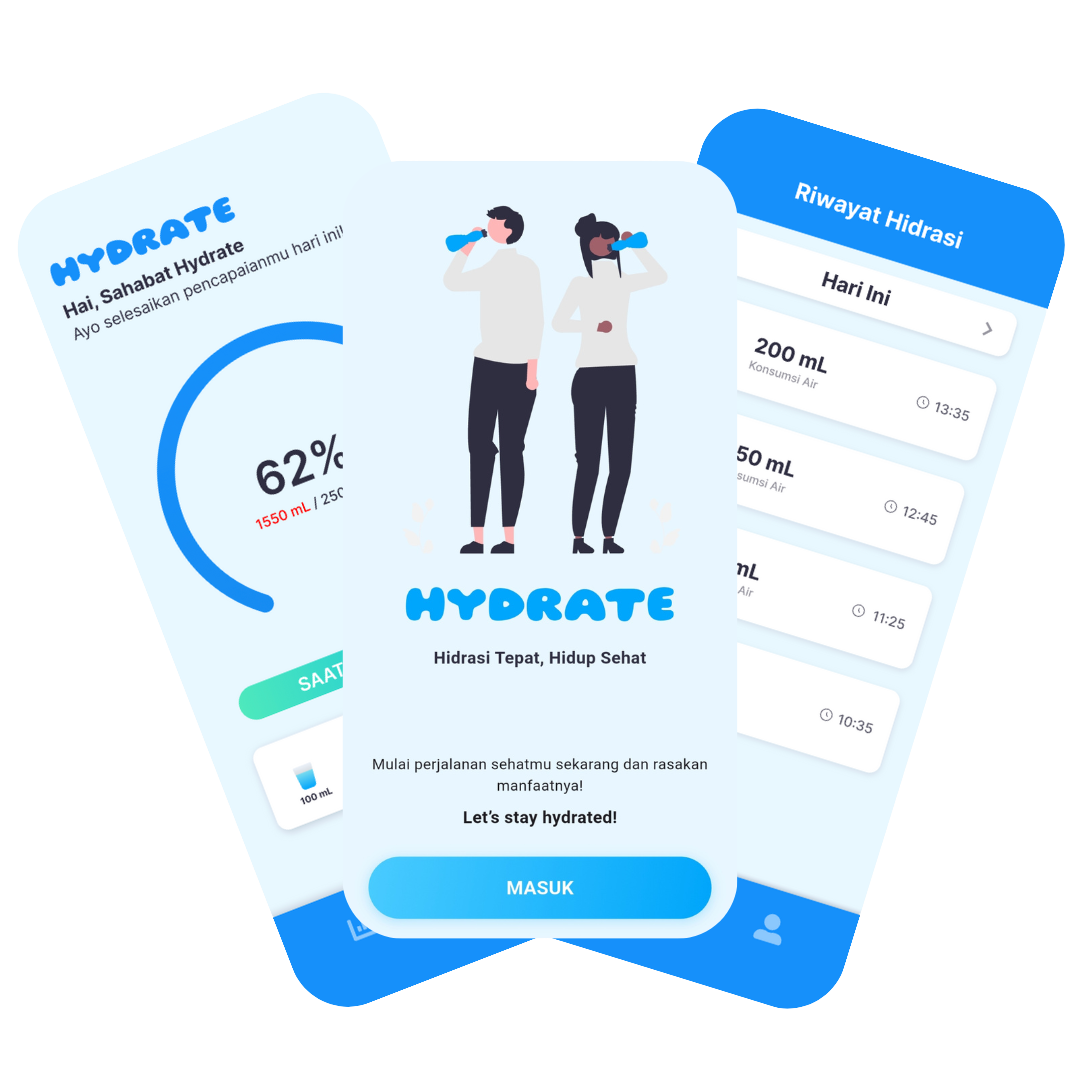 HYDRATE
Hai, Sahabat Hydrate
Ayo selesaikan pencapaianmu hari ini!
62%
1550 mL / 250
SAAT
100 mL
HYDRATE
Hidrasi Tepat, Hidup Sehat
Mulai perjalanan sehatmu sekarang dan rasakan
manfaatnya!
Let's stay hydrated!
MASUK
Riwayat Hidrasi
Hari Ini
200 mL
Konsumsi Air
13:35
50 mL
sumsi Air
12:45
mL
Air
11:25
10:35